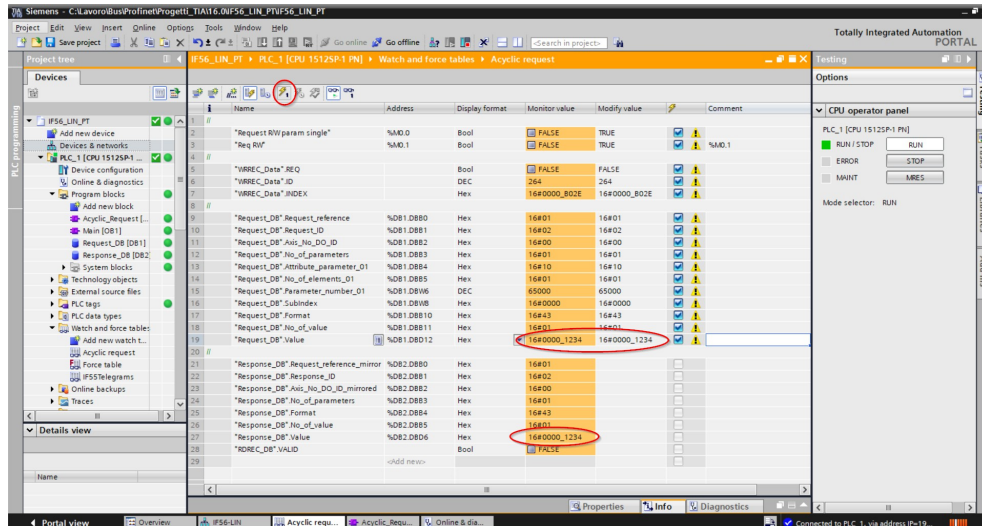 Siemens - C:\Lavoro\Bus\Profinet\Progetti_TIA\16.0\IF56_LIN_PT\IF56_LIN_PT
Project Edit View Insert Online Options Tools Window Help
Totally Integrated Automation
PORTAL
Save project Go online Go offline <Search in project>
Project tree
IF56_LIN_PT PLC_1 [CPU 1512SP-1 PN] Watch and force tables Acyclic request
Testing
Devices
Options
PLC programming
i Name Address Display format Monitor value Modify value Comment
1 //
2 "Request RW param single" %M0.0 Bool FALSE TRUE
3 "Req RW" %M0.1 Bool FALSE TRUE %M0.1
4 //
5 "WRREC_Data".REQ Bool FALSE FALSE
6 "WRREC_Data".ID DEC 264 264
7 "WRREC_Data".INDEX Hex 16#0000_B02E 16#0000_B02E
8 //
9 "Request_DB".Request_reference %DB1.DBB0 Hex 16#01 16#01
10 "Request_DB".Request_ID %DB1.DBB1 Hex 16#02 16#02
11 "Request_DB".Axis_No_DO_ID %DB1.DBB2 Hex 16#00 16#00
12 "Request_DB".No_of_parameters %DB1.DBB3 Hex 16#01 16#01
13 "Request_DB".Attribute_parameter_01 %DB1.DBB4 Hex 16#10 16#10
14 "Request_DB".No_of_elements_01 %DB1.DBB5 Hex 16#01 16#01
15 "Request_DB".Parameter_number_01 %DB1.DBW6 DEC 65000 65000
16 "Request_DB".SubIndex %DB1.DBW8 Hex 16#0000 16#0000
17 "Request_DB".Format %DB1.DBB10 Hex 16#43 16#43
18 "Request_DB".No_of_value %DB1.DBB11 Hex 16#01 16#01
19 "Request_DB".Value %DB1.DBD12 Hex 16#0000_1234 16#0000_1234
20 //
21 "Response_DB".Request_reference_mirror %DB2.DBB0 Hex 16#01
22 "Response_DB".Response_ID %DB2.DBB1 Hex 16#02
23 "Response_DB".Axis_No_DO_ID_mirrored %DB2.DBB2 Hex 16#00
24 "Response_DB".No_of_parameters %DB2.DBB3 Hex 16#01
25 "Response_DB".Format %DB2.DBB4 Hex 16#43
26 "Response_DB".No_of_value %DB2.DBB5 Hex 16#01
27 "Response_DB".Value %DB2.DBD6 Hex 16#0000_1234
28 "RDREC_DB".VALID Bool FALSE
29 <Add new>
IF56_LIN_PT
Add new device
Devices & networks
PLC_1 [CPU 1512SP-1 ...
Device configuration
Online & diagnostics
Program blocks
Add new block
Acyclic_Request [...
Main [OB1]
Request_DB [DB1]
Response_DB [DB2]
System blocks
Technology objects
External source files
PLC tags
PLC data types
Watch and force tables
Add new watch t...
Acyclic request
Force table
IF55Telegrams
Online backups
Traces
Details view
Name
CPU operator panel
PLC_1 [CPU 1512SP-1 PN]
RUN / STOP RUN
ERROR STOP
MAINT MRES
Mode selector: RUN
Properties Info Diagnostics
Portal view Overview IF56-LIN Acyclic requ... Acyclic_Requ... Online & dia... Connected to PLC_1, via address IP=19...